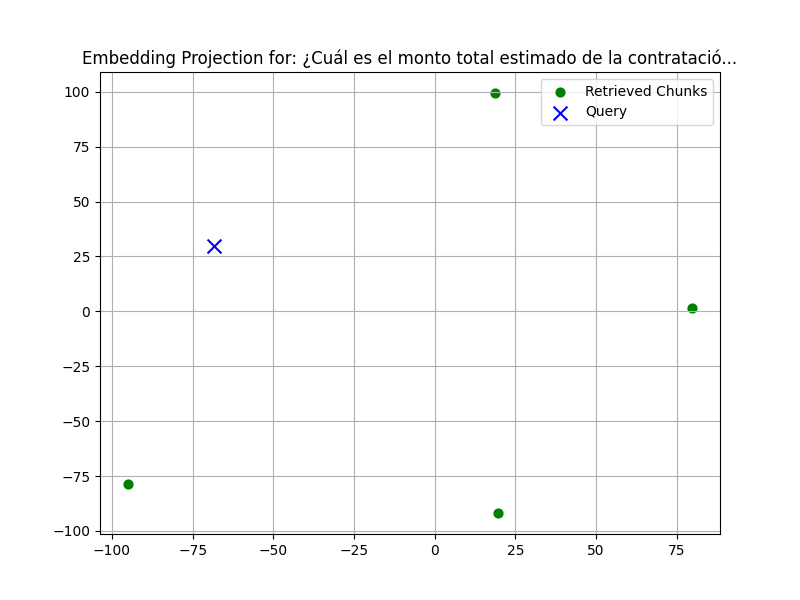 Embedding Projection for: ¿Cuál es el monto total estimado de la contratació...
Retrieved Chunks
Query
100
75
50
25
0
−25
−50
−75
−100
−100 −75 −50 −25 0 25 50 75